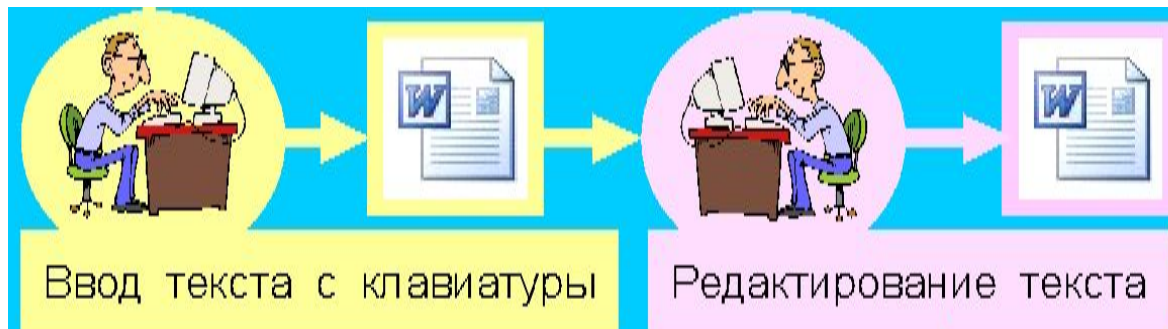 W
W
Ввод текста с клавиатуры
Редактирование текста